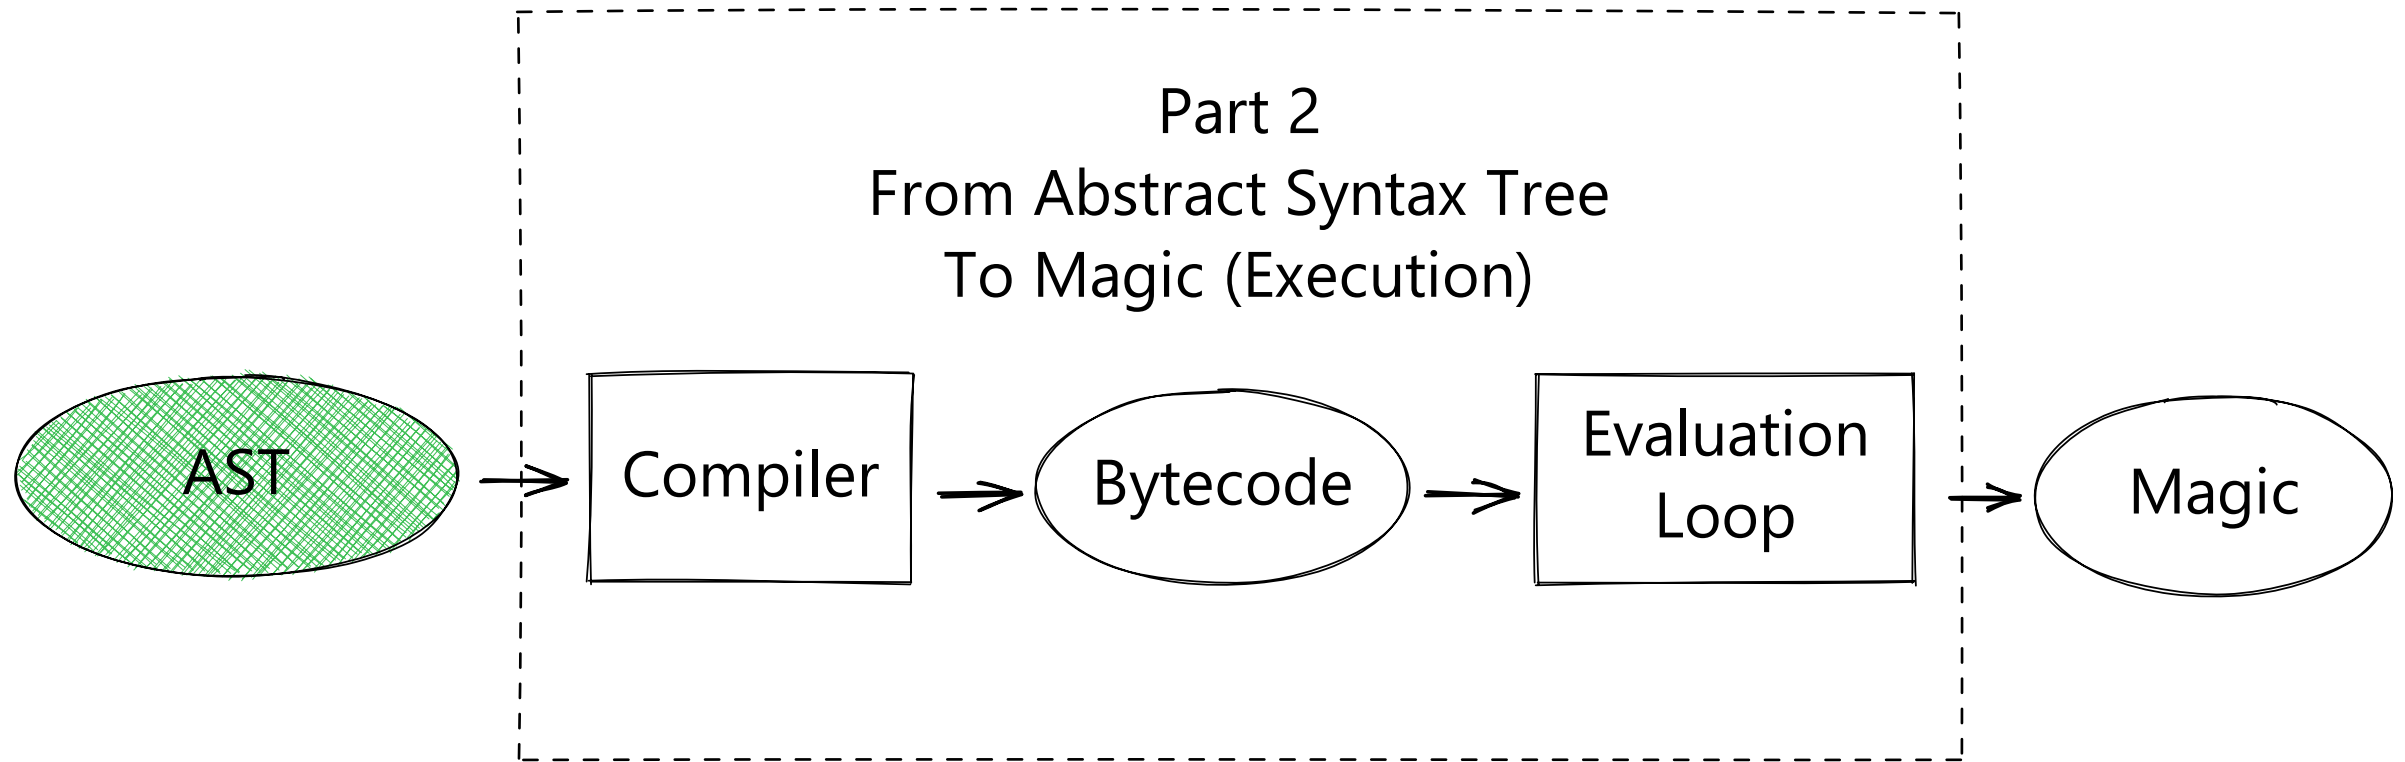 Part 2
From Abstract Syntax Tree
To Magic (Execution)
AST
Compiler
Bytecode
Evaluation
Loop
Magic